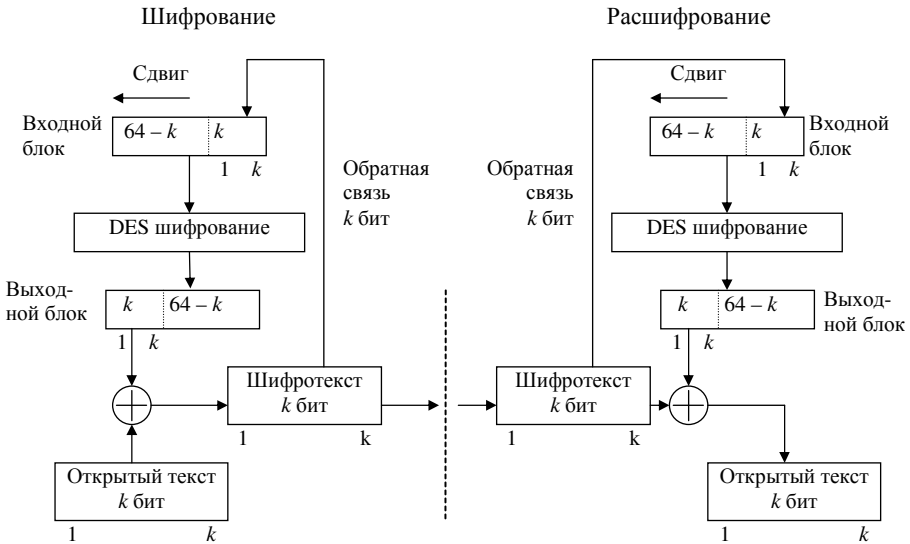 Шифрование
Сдвиг
Входной
блок
64 – k
k
1 k
Обратная
связь
k бит
DES шифрование
Выход-
ной блок
k
64 – k
1 k
Шифротекст
k бит
1 k
Открытый текст
k бит
1 k
Расшифрование
Сдвиг
64 – k
k
Входной
блок
1 k
Обратная
связь
k бит
DES шифрование
k
64 – k
Выход-
ной блок
1 k
Шифротекст
k бит
1 k
Открытый текст
k бит
1 k